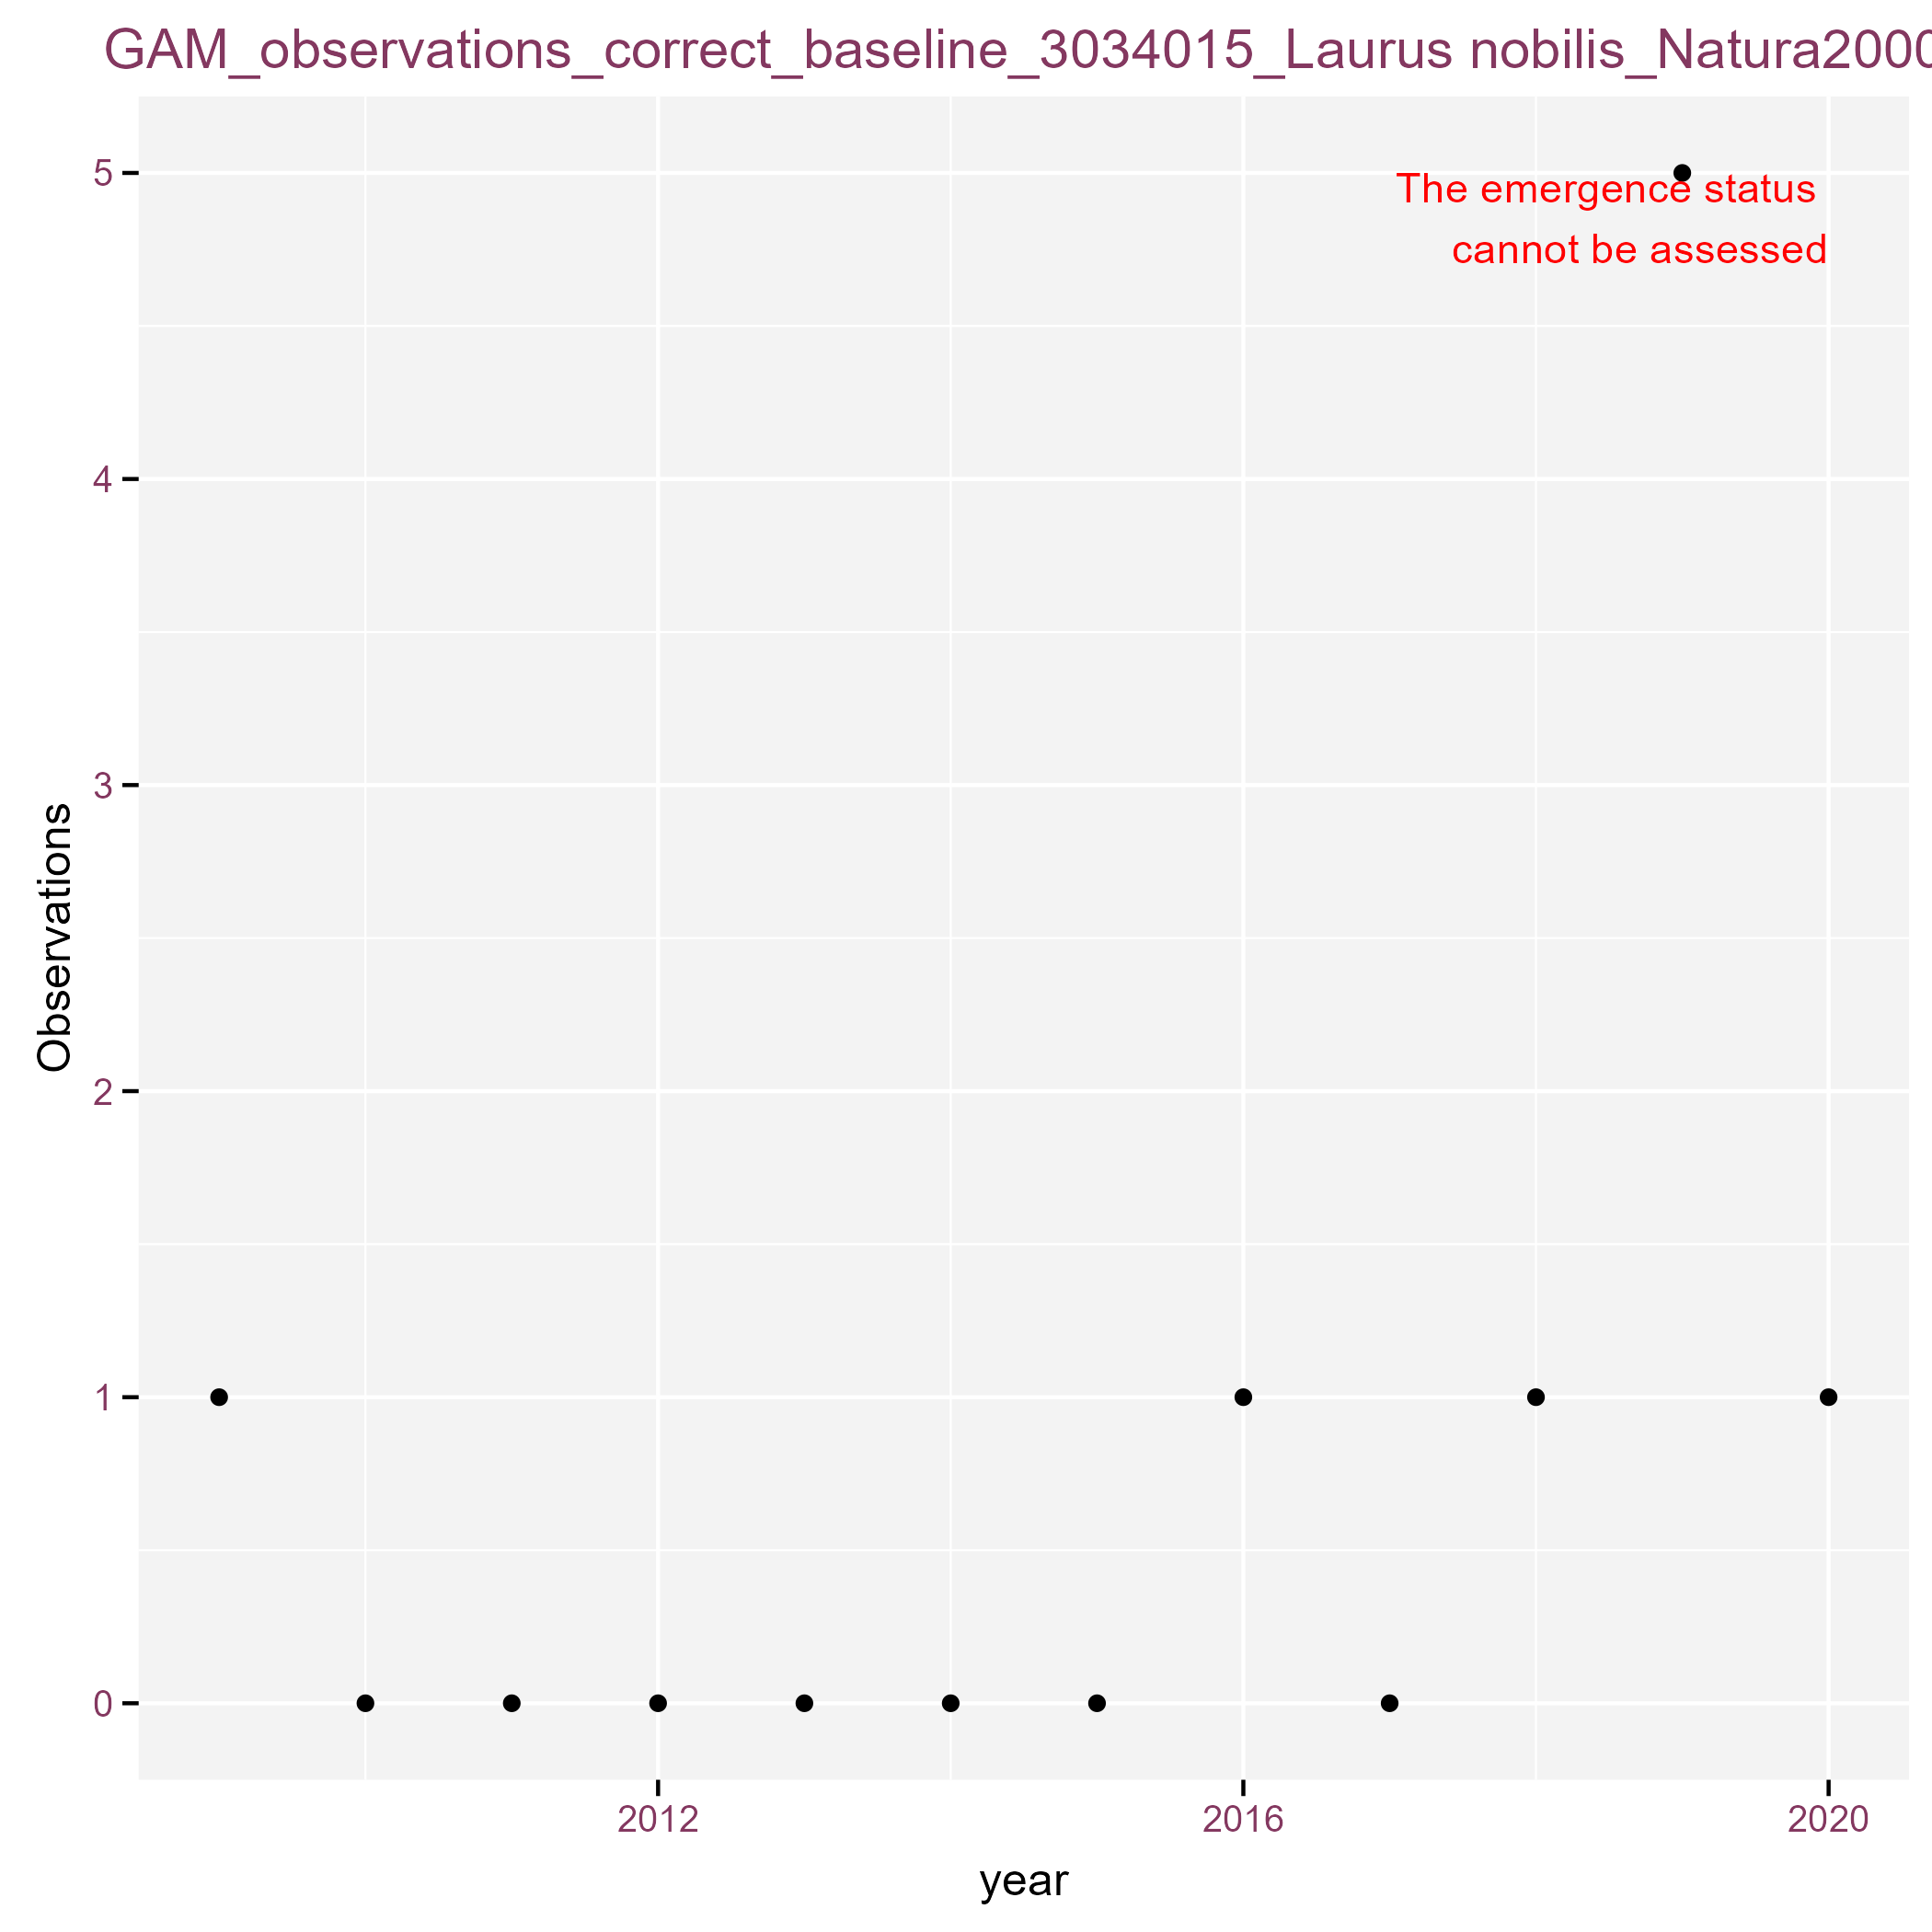 GAM_observations_correct_baseline_3034015_Laurus nobilis_Natura2000
5
The emergence status
cannot be assessed
4
3
2
1
0
Observations
2012 2016 2020
year